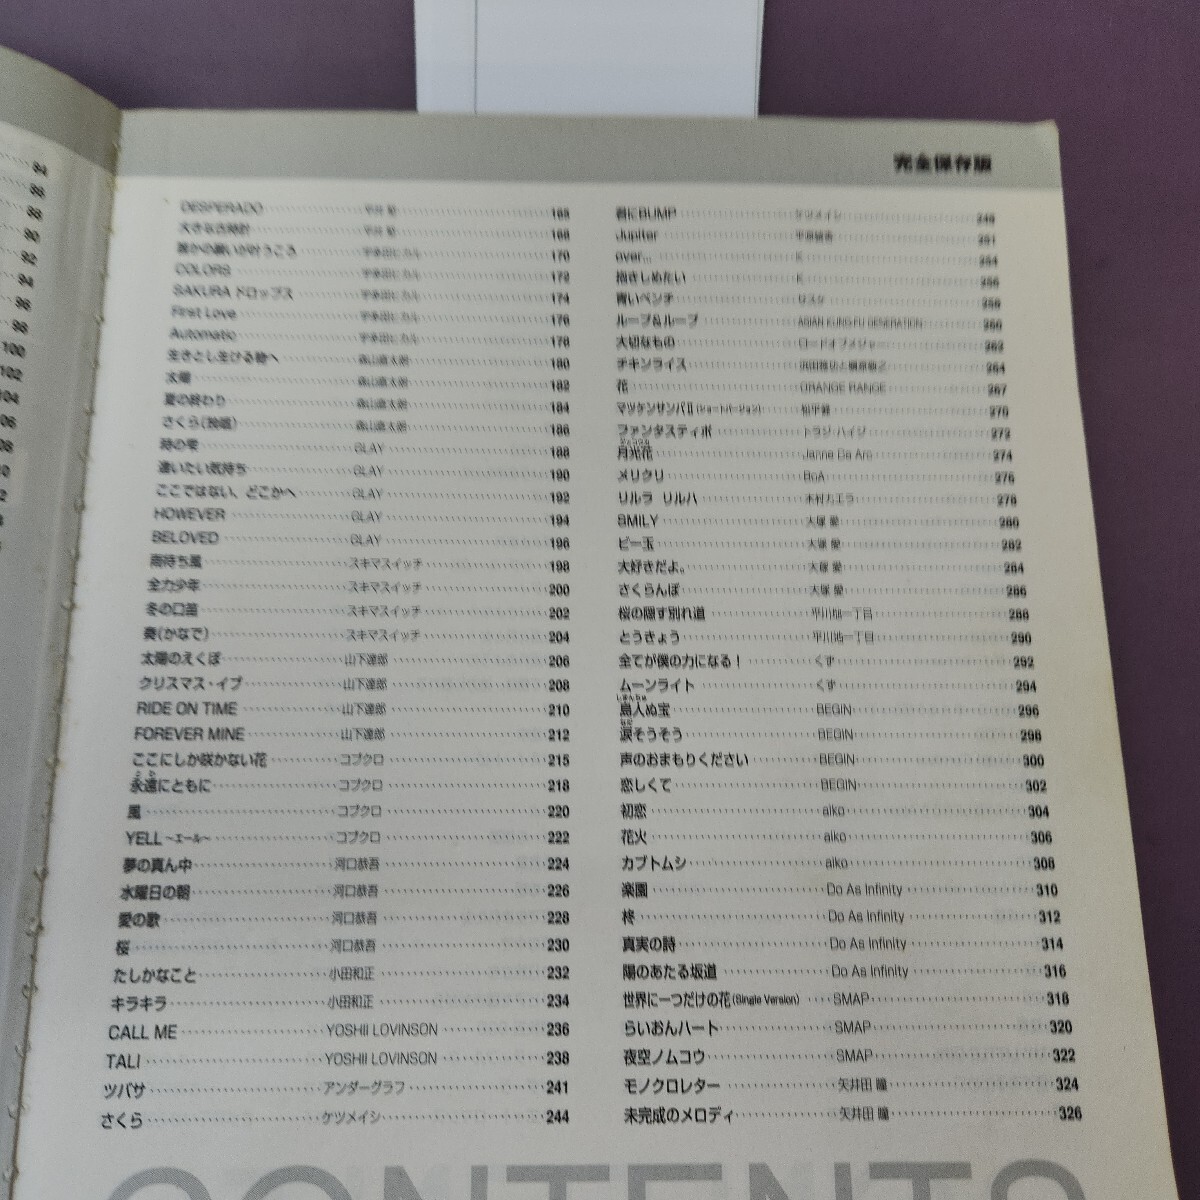 84
86
88
90
92
94
96
98
100
102
104
完全保存版
DESPERADO 平井 堅 165
大きな古時計 平井 堅 168
誰かの願いが叶うころ 宇多田ヒカル 170
COLORS 宇多田ヒカル 172
SAKURA ドロップス 宇多田ヒカル 174
First Love 宇多田ヒカル 176
Automatic 宇多田ヒカル 178
生きとし生ける物へ 森山直太朗 180
太陽 森山直太朗 182
夏の終わり 森山直太朗 184
さくら(独唱) 森山直太朗 186
時の雫 GLAY 188
逢いたい気持ち GLAY 190
ここではない、どこかへ GLAY 192
HOWEVER GLAY 194
BELOVED GLAY 196
雨待ち風 スキマスイッチ 198
全力少年 スキマスイッチ 200
冬の口笛 スキマスイッチ 202
奏(かなで) スキマスイッチ 204
太陽のえくぼ 山下達郎 206
クリスマス・イブ 山下達郎 208
RIDE ON TIME 山下達郎 210
FOREVER MINE 山下達郎 212
ここにしか咲かない花 コブクロ 215
永遠にともに コブクロ 218
風 コブクロ 220
YELL ~エール~ コブクロ 222
夢の真ん中 河口恭吾 224
水曜日の朝 河口恭吾 226
愛の歌 河口恭吾 228
桜 河口恭吾 230
たしかなこと 小田和正 232
キラキラ 小田和正 234
CALL ME YOSHII LOVINSON 236
TALI YOSHII LOVINSON 238
ツバサ アンダーグラフ 241
さくら ケツメイシ 244
君にBUMP ケツメイシ 248
Jupiter 平原綾香 251
over... K 254
抱きしめたい K 256
青いベンチ サスケ 258
ループ&ループ ASIAN KUNG-FU GENERATION 260
大切なもの ロードオブメジャー 262
チキンライス 浜田雅功と槇原敬之 264
花 ORANGE RANGE 267
マツケンサンバⅡ(ショートバージョン) 松平健 270
ファンタスティポ トラジ・ハイジ 272
月光花 Janne Da Arc 274
メリクリ BoA 276
リルラ リルハ 木村カエラ 278
SMILY 大塚 愛 280
ビー玉 大塚 愛 282
大好きだよ。 大塚 愛 284
さくらんぼ 大塚 愛 286
桜の隠す別れ道 平川地一丁目 288
とうきょう 平川地一丁目 290
全てが僕の力になる! くず 292
ムーンライト くず 294
島人ぬ宝 BEGIN 296
涙そうそう BEGIN 298
声のおまもりください BEGIN 300
恋しくて BEGIN 302
初恋 aiko 304
花火 aiko 306
カブトムシ aiko 308
楽園 Do As Infinity 310
柊 Do As Infinity 312
真実の詩 Do As Infinity 314
陽のあたる坂道 Do As Infinity 316
世界に一つだけの花(Single Version) SMAP 318
らいおんハート SMAP 320
夜空ノムコウ SMAP 322
モノクロレター 矢井田 瞳 324
未完成のメロディ 矢井田 瞳 326
CONTENTS